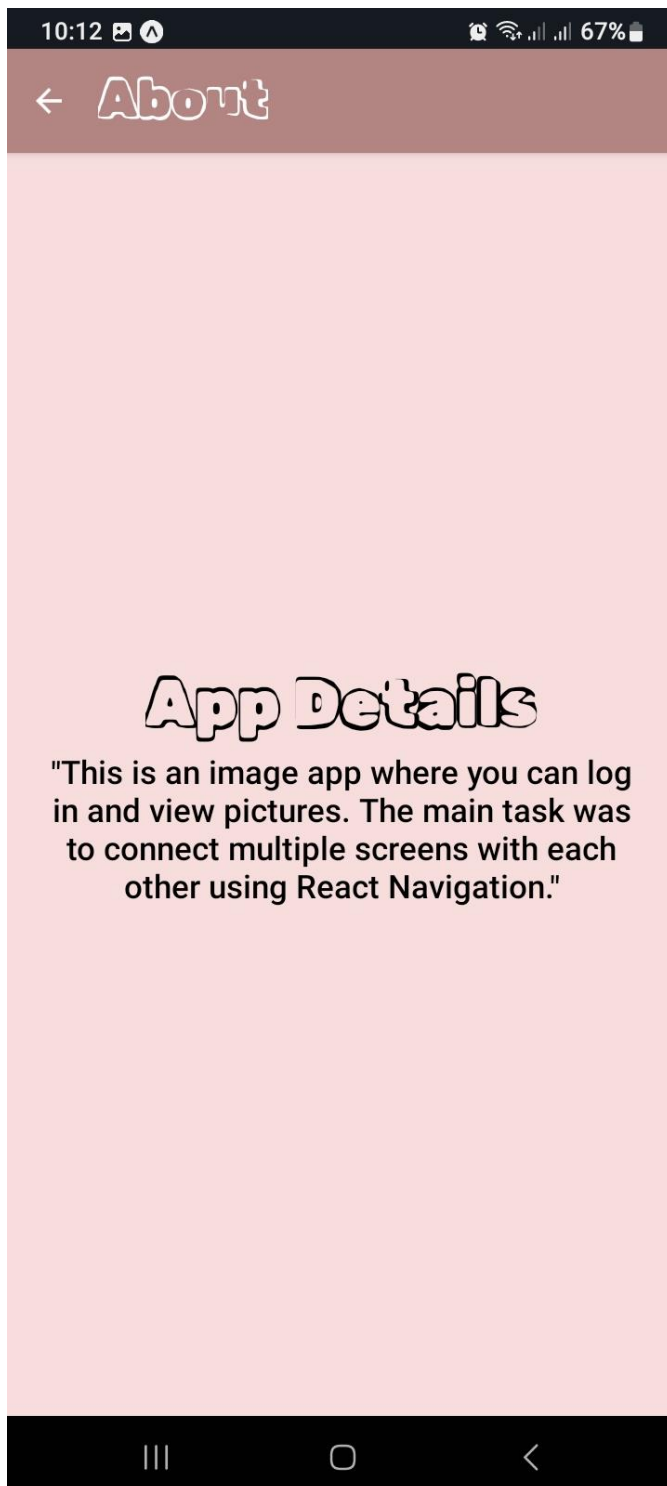 10:12 67%
About
App Details
"This is an image app where you can log
in and view pictures. The main task was
to connect multiple screens with each
other using React Navigation."